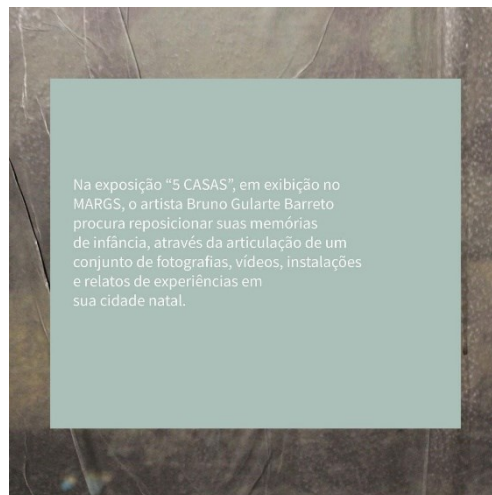 Na exposição “5 CASAS”, em exibição no
MARGS, o artista Bruno Gularte Barreto
procura reposicionar suas memórias
de infância, através da articulação de um
conjunto de fotografias, vídeos, instalações
e relatos de experiências em
sua cidade natal.